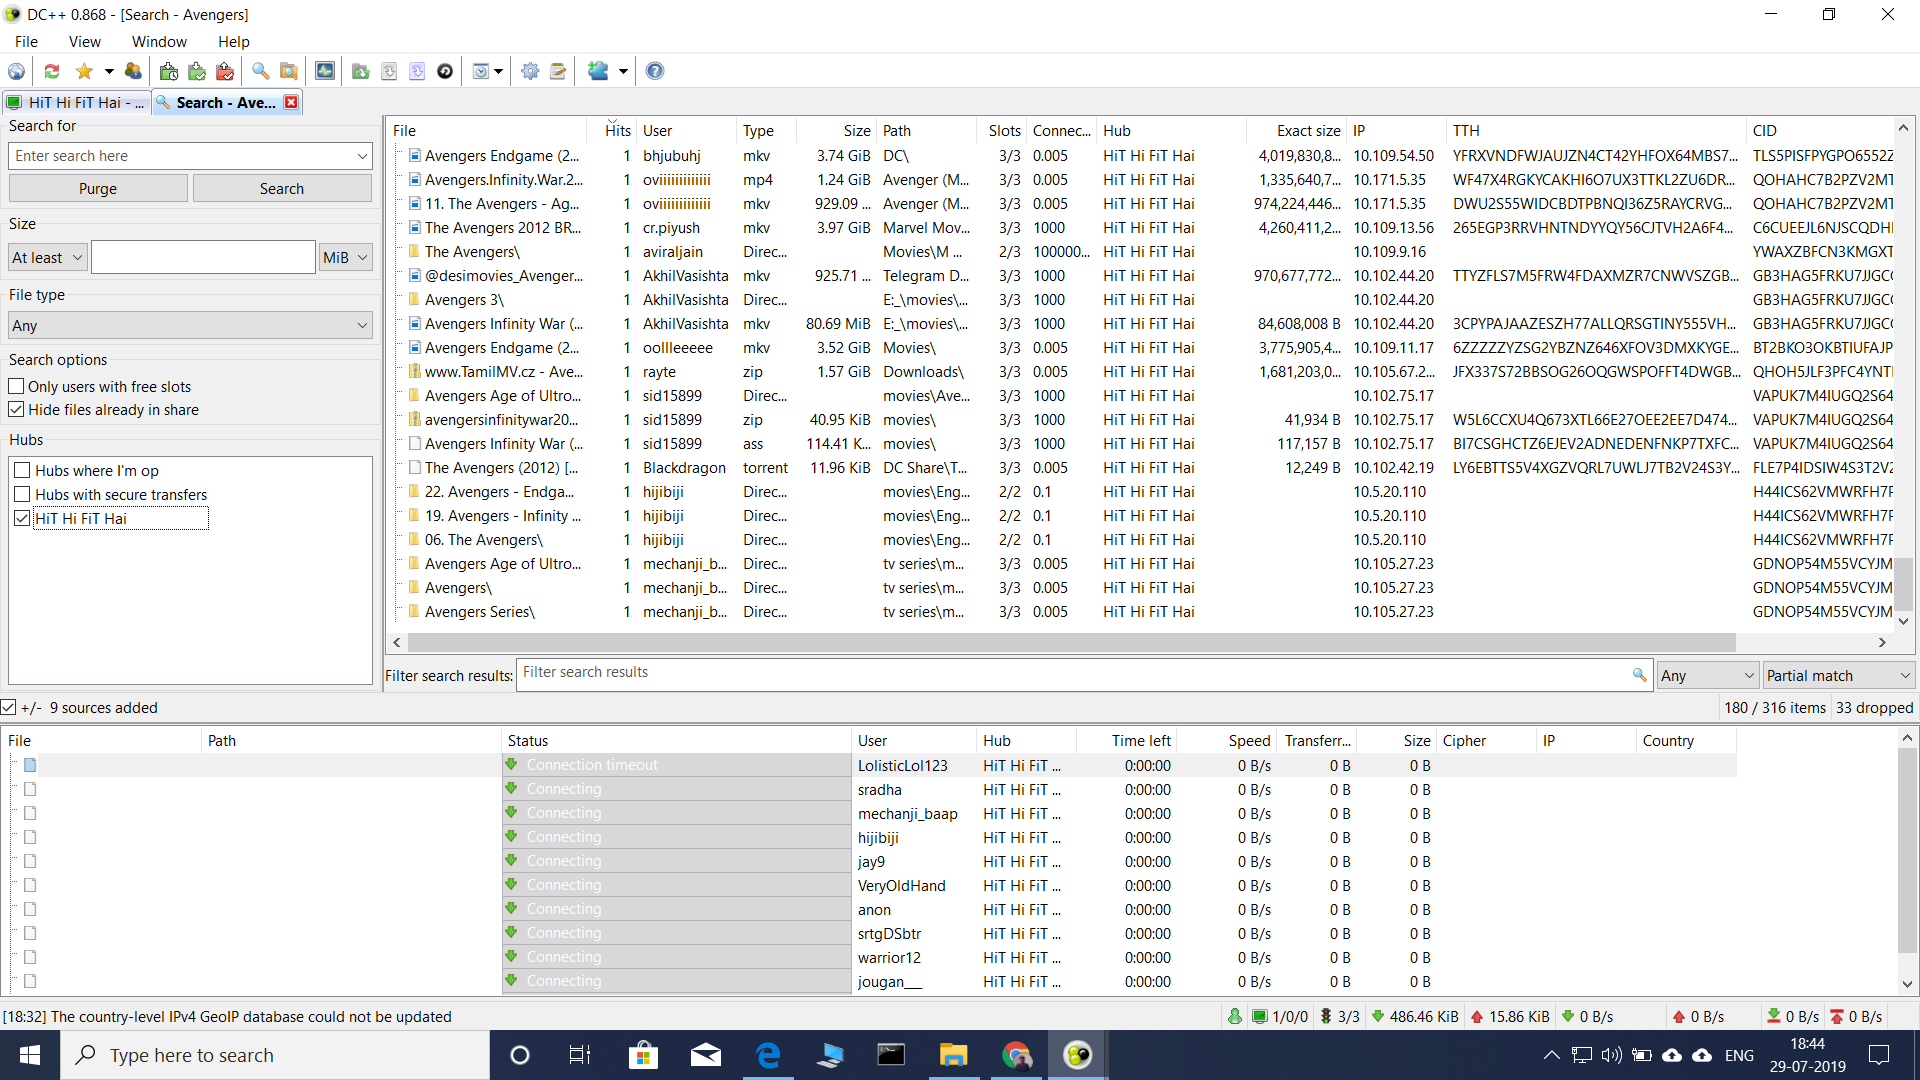 DC++ 0.868 - [Search - Avengers]
File View Window Help
HiT Hi FiT Hai - ... Search - Ave...
Search for
Enter search here
Purge Search
Size
At least MiB
File type
Any
Search options
Only users with free slots
Hide files already in share
Hubs
Hubs where I'm op
Hubs with secure transfers
HiT Hi FiT Hai
File Hits User Type Size Path Slots Connec... Hub Exact size IP TTH CID
Avengers Endgame (2... 1 bhjubuhj mkv 3.74 GiB DC\ 3/3 0.005 HiT Hi FiT Hai 4,019,830,8... 10.109.54.50 YFRXVNDFWJAUJZN4CT42YHFOX64MBS7... TLS5PISFPYGPO6552Z
Avengers.Infinity.War.2... 1 oviiiiiiiiiiiii mp4 1.24 GiB Avenger (M... 3/3 0.005 HiT Hi FiT Hai 1,335,640,7... 10.171.5.35 WF47X4RGKYCAKHI6O7UX3TTKL2ZU6DR... QOHAHC7B2PZV2MT
11. The Avengers - Ag... 1 oviiiiiiiiiiiii mkv 929.09 ... Avenger (M... 3/3 0.005 HiT Hi FiT Hai 974,224,446... 10.171.5.35 DWU2S55WIDCBDTPBNQI36Z5RAYCRVG... QOHAHC7B2PZV2MT
The Avengers 2012 BR... 1 cr.piyush mkv 3.97 GiB Marvel Mov... 3/3 1000 HiT Hi FiT Hai 4,260,411,2... 10.109.13.56 265EGP3RRVHNTNDYYQY56CJTVH2A6F4... C6CUEEJL6NJSCQDH
The Avengers\ 1 aviraljain Direc... Movies\M ... 2/3 100000... HiT Hi FiT Hai 10.109.9.16 YWAXZBFCN3KMGXT
@desimovies_Avenger... 1 AkhilVasishta mkv 925.71 ... Telegram D... 3/3 1000 HiT Hi FiT Hai 970,677,772... 10.102.44.20 TTYZFLS7M5FRW4FDAXMZR7CNWVSZGB... GB3HAG5FRKU7JJGC
Avengers 3\ 1 AkhilVasishta Direc... E:_\movies\... 3/3 1000 HiT Hi FiT Hai 10.102.44.20 GB3HAG5FRKU7JJGC
Avengers Infinity War (... 1 AkhilVasishta mkv 80.69 MiB E:_\movies\... 3/3 1000 HiT Hi FiT Hai 84,608,008 B 10.102.44.20 3CPYPAJAAZESZH77ALLQRSGTINY555VH... GB3HAG5FRKU7JJGC
Avengers Endgame (2... 1 oollleeeee mkv 3.52 GiB Movies\ 3/3 0.005 HiT Hi FiT Hai 3,775,905,4... 10.109.11.17 6ZZZZZYZSG2YBZNZ646XFOV3DMXKYGE... BT2BKO3OKBTIUFAJP
www.TamilMV.cz - Ave... 1 rayte zip 1.57 GiB Downloads\ 3/3 0.005 HiT Hi FiT Hai 1,681,203,0... 10.105.67.2... JFX337S72BBSOG26OQGWSPOFFT4DWGB... QHOH5JLF3PFC4YNT
Avengers Age of Ultro... 1 sid15899 Direc... movies\Ave... 3/3 1000 HiT Hi FiT Hai 10.102.75.17 VAPUK7M4IUGQ2S64
avengersinfinitywar20... 1 sid15899 zip 40.95 KiB movies\ 3/3 1000 HiT Hi FiT Hai 41,934 B 10.102.75.17 W5L6CCXU4Q673XTL66E27OEE2EE7D474... VAPUK7M4IUGQ2S64
Avengers Infinity War (... 1 sid15899 ass 114.41 K... movies\ 3/3 1000 HiT Hi FiT Hai 117,157 B 10.102.75.17 BI7CSGHCTZ6EJEV2ADNEDENFNKP7TXFC... VAPUK7M4IUGQ2S64
The Avengers (2012) [... 1 Blackdragon torrent 11.96 KiB DC Share\T... 3/3 0.005 HiT Hi FiT Hai 12,249 B 10.102.42.19 LY6EBTTS5V4XGZVQRL7UWLJ7TB2V24S3Y... FLE7P4IDSIW4S3T2V2
22. Avengers - Endga... 1 hijibiji Direc... movies\Eng... 2/2 0.1 HiT Hi FiT Hai 10.5.20.110 H44ICS62VMWRFH7F
19. Avengers - Infinity ... 1 hijibiji Direc... movies\Eng... 2/2 0.1 HiT Hi FiT Hai 10.5.20.110 H44ICS62VMWRFH7F
06. The Avengers\ 1 hijibiji Direc... movies\Eng... 2/2 0.1 HiT Hi FiT Hai 10.5.20.110 H44ICS62VMWRFH7F
Avengers Age of Ultro... 1 mechanji_b... Direc... tv series\m... 3/3 0.005 HiT Hi FiT Hai 10.105.27.23 GDNOP54M55VCYJM
Avengers\ 1 mechanji_b... Direc... tv series\m... 3/3 0.005 HiT Hi FiT Hai 10.105.27.23 GDNOP54M55VCYJM
Avengers Series\ 1 mechanji_b... Direc... tv series\m... 3/3 0.005 HiT Hi FiT Hai 10.105.27.23 GDNOP54M55VCYJM
Filter search results: Filter search results Any Partial match
+/- 9 sources added 180 / 316 items 33 dropped
File Path Status User Hub Time left Speed Transferr... Size Cipher IP Country
Connection timeout LolisticLol123 HiT Hi FiT ... 0:00:00 0 B/s 0 B 0 B
Connecting sradha HiT Hi FiT ... 0:00:00 0 B/s 0 B 0 B
Connecting mechanji_baap HiT Hi FiT ... 0:00:00 0 B/s 0 B 0 B
Connecting hijibiji HiT Hi FiT ... 0:00:00 0 B/s 0 B 0 B
Connecting jay9 HiT Hi FiT ... 0:00:00 0 B/s 0 B 0 B
Connecting VeryOldHand HiT Hi FiT ... 0:00:00 0 B/s 0 B 0 B
Connecting anon HiT Hi FiT ... 0:00:00 0 B/s 0 B 0 B
Connecting srtgDSbtr HiT Hi FiT ... 0:00:00 0 B/s 0 B 0 B
Connecting warrior12 HiT Hi FiT ... 0:00:00 0 B/s 0 B 0 B
Connecting jougan___ HiT Hi FiT ... 0:00:00 0 B/s 0 B 0 B
[18:32] The country-level IPv4 GeoIP database could not be updated 1/0/0 3/3 486.46 KiB 15.86 KiB 0 B/s 0 B/s 0 B/s 0 B/s
Type here to search ENG 18:44
29-07-2019